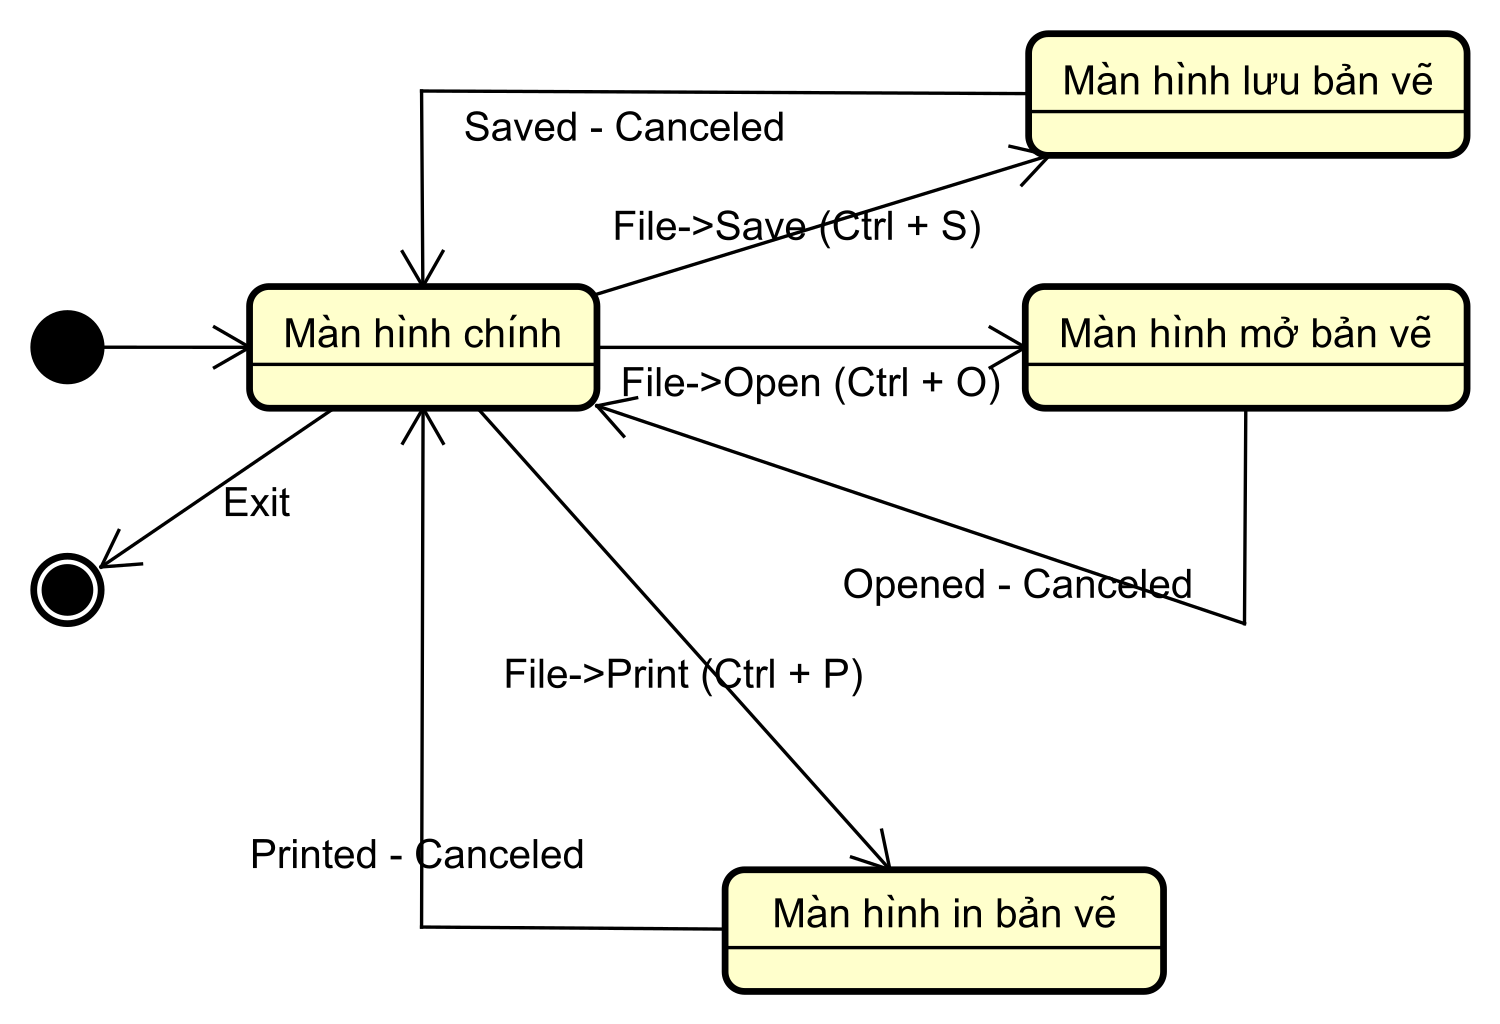 Màn hình lưu bản vẽ
Saved - Canceled
File->Save (Ctrl + S)
Màn hình chính
Màn hình mở bản vẽ
File->Open (Ctrl + O)
Exit
Opened - Canceled
File->Print (Ctrl + P)
Printed - Canceled
Màn hình in bản vẽ